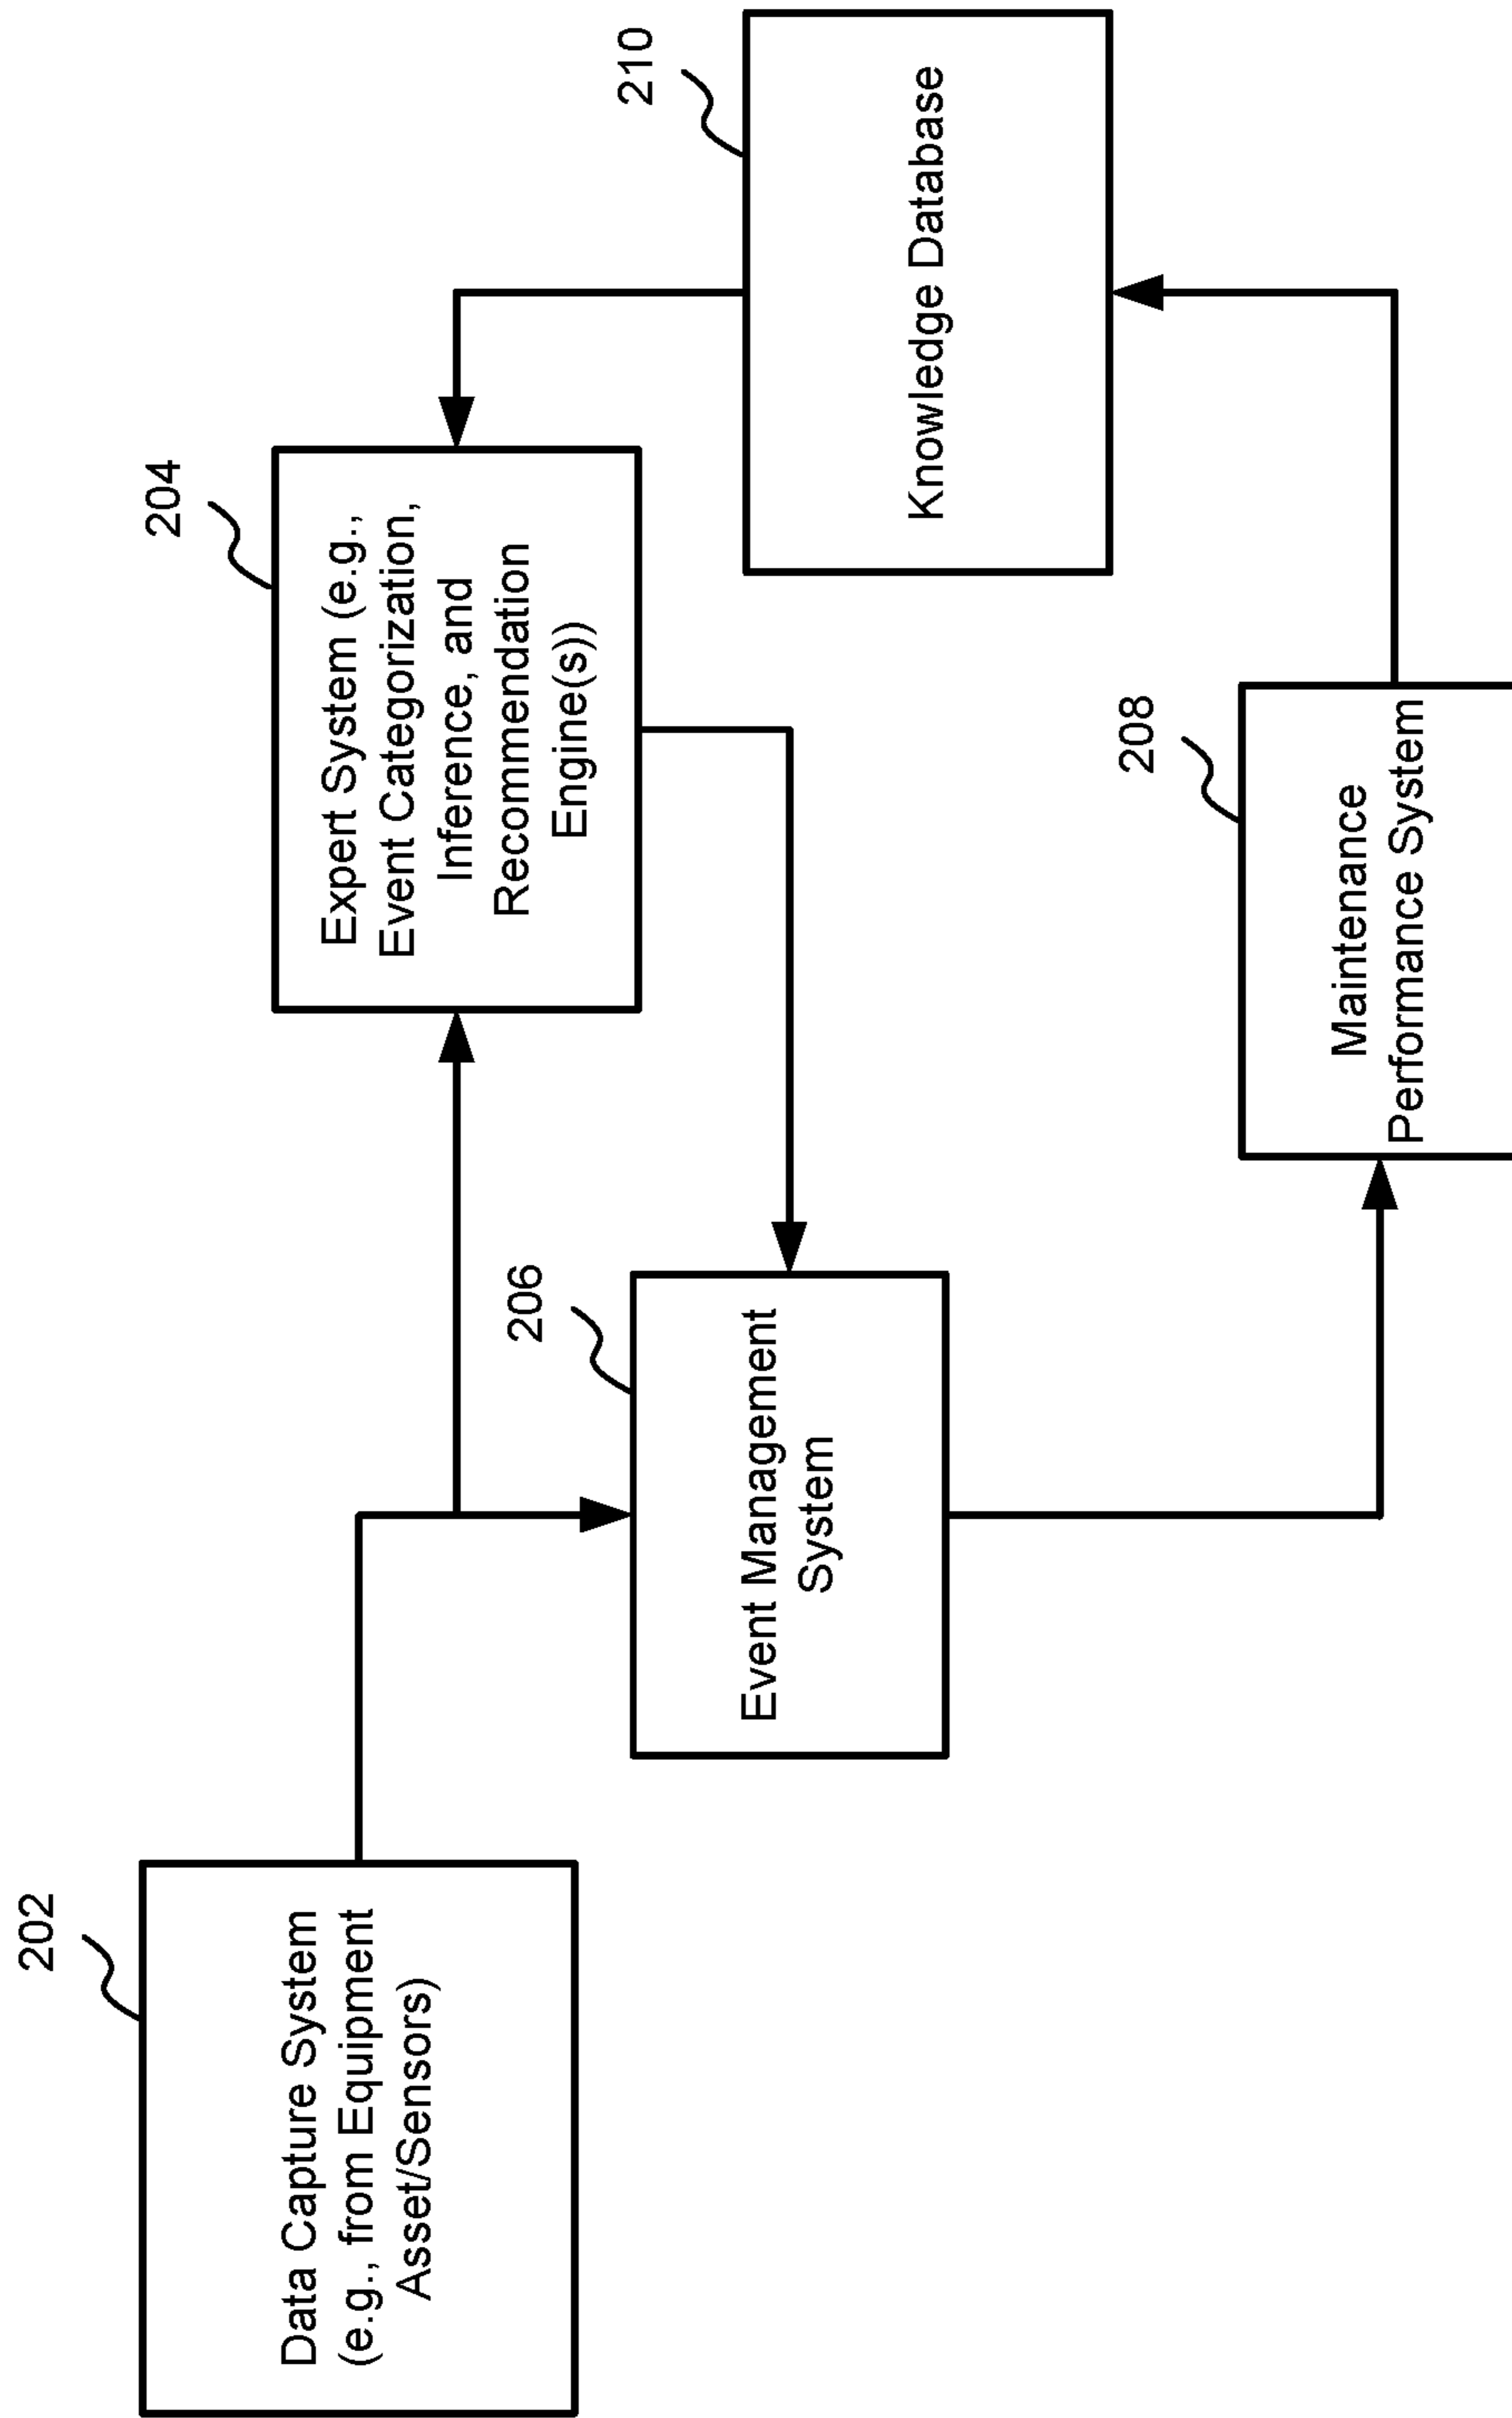 202
Data Capture System
(e.g., from Equipment
Asset/Sensors)
204
Expert System (e.g.,
Event Categorization,
Inference, and
Recommendation
Engine(s))
206
Event Management
System
210
Knowledge Database
208
Maintenance
Performance System